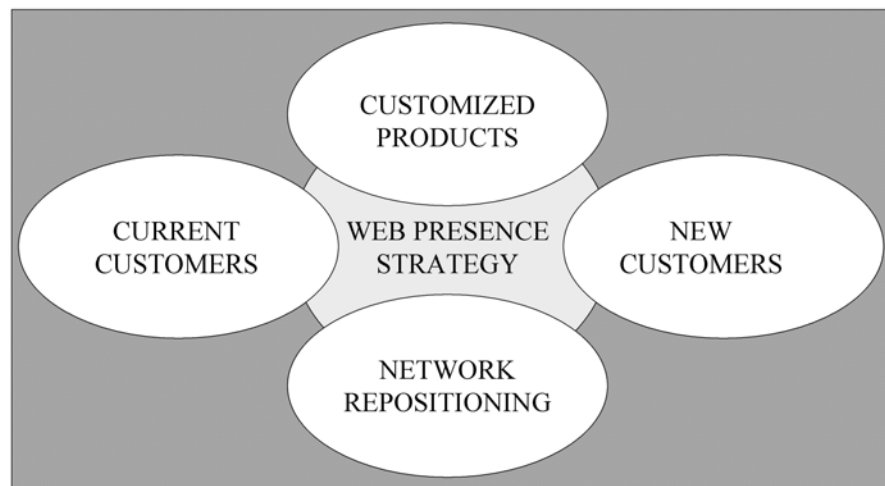 CUSTOMIZED
PRODUCTS
CURRENT
CUSTOMERS
WEB PRESENCE
STRATEGY
NEW
CUSTOMERS
NETWORK
REPOSITIONING